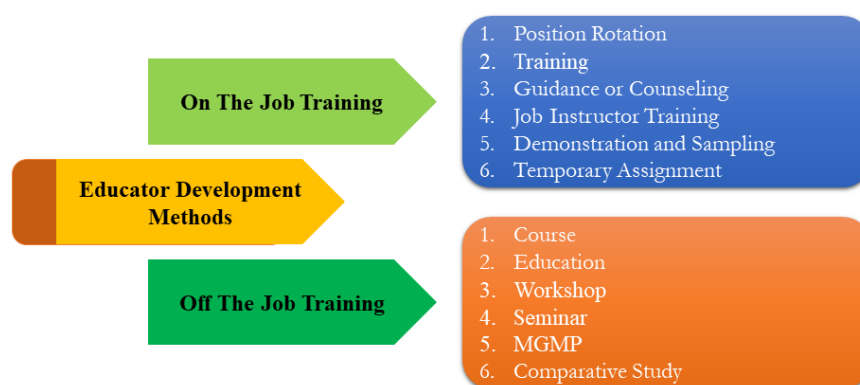 Educator Development
Methods
On The Job Training
1. Position Rotation
2. Training
3. Guidance or Counseling
4. Job Instructor Training
5. Demonstration and Sampling
6. Temporary Assignment
Off The Job Training
1. Course
2. Education
3. Workshop
4. Seminar
5. MGMP
6. Comparative Study